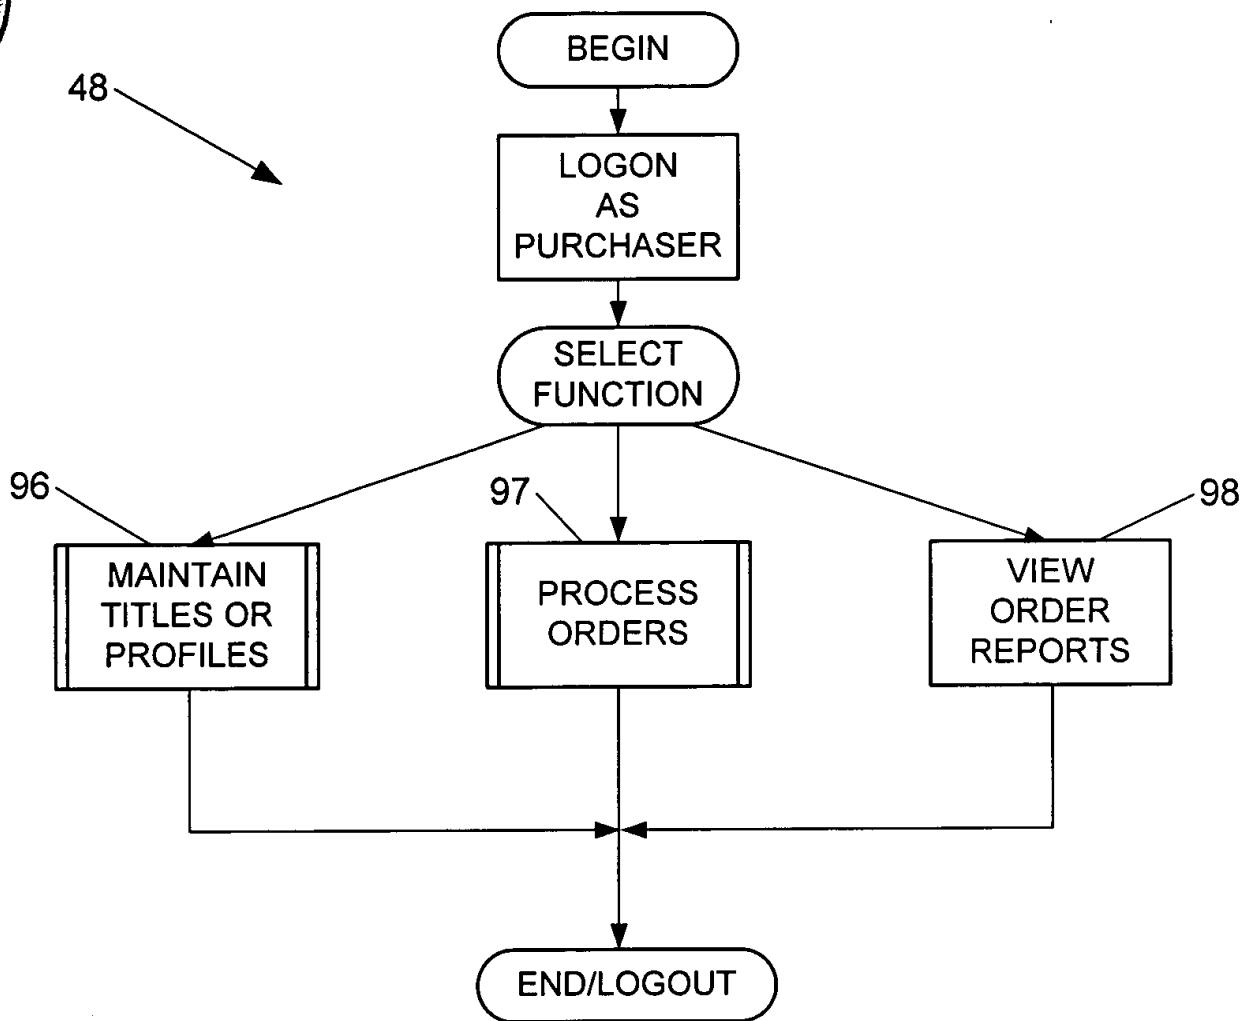 BEGIN
48
LOGON
AS
PURCHASER
SELECT
FUNCTION
96
97
98
MAINTAIN
TITLES OR
PROFILES
PROCESS
ORDERS
VIEW
ORDER
REPORTS
END/LOGOUT